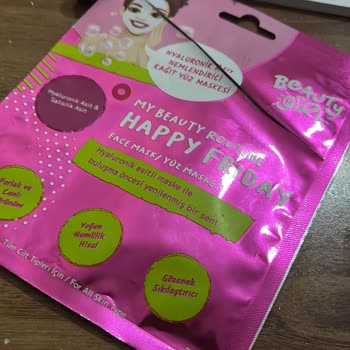 HYALURONİK ASİT
NEMLENDİRİCİ
KAĞIT YÜZ MASKESİ
Beauty
Hyaluronik Asit &
Salisilik Asit
MY BEAUTY ROUTINE
HAPPY FRIDAY
FACE MASK/ YÜZ MASKESİ
Hyaluronik asitli maske ile
buluşma öncesi yenilenmiş bir sen!
Parlak ve
Canlı
Görünüm
Yoğun
Nemlilik
Hissi
Gözenek
Sıkılaştırıcı
Tüm Cilt Tipleri İçin / For All Skin Type